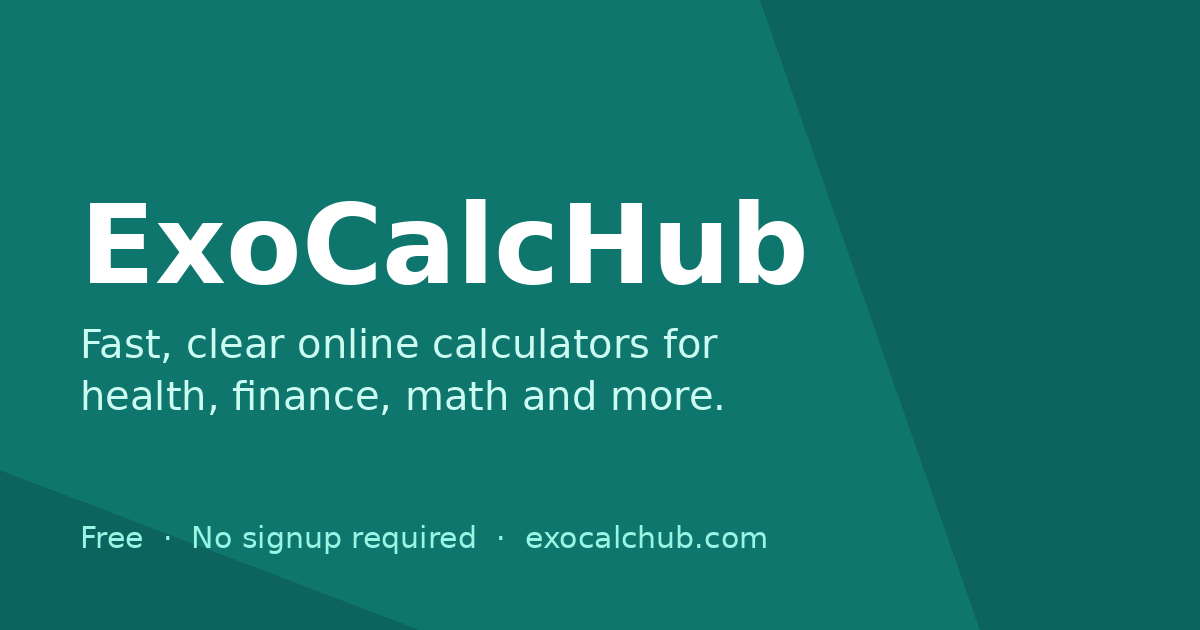 ExoCalcHub
Fast, clear online calculators for
health, finance, math and more.
Free · No signup required · exocalchub.com